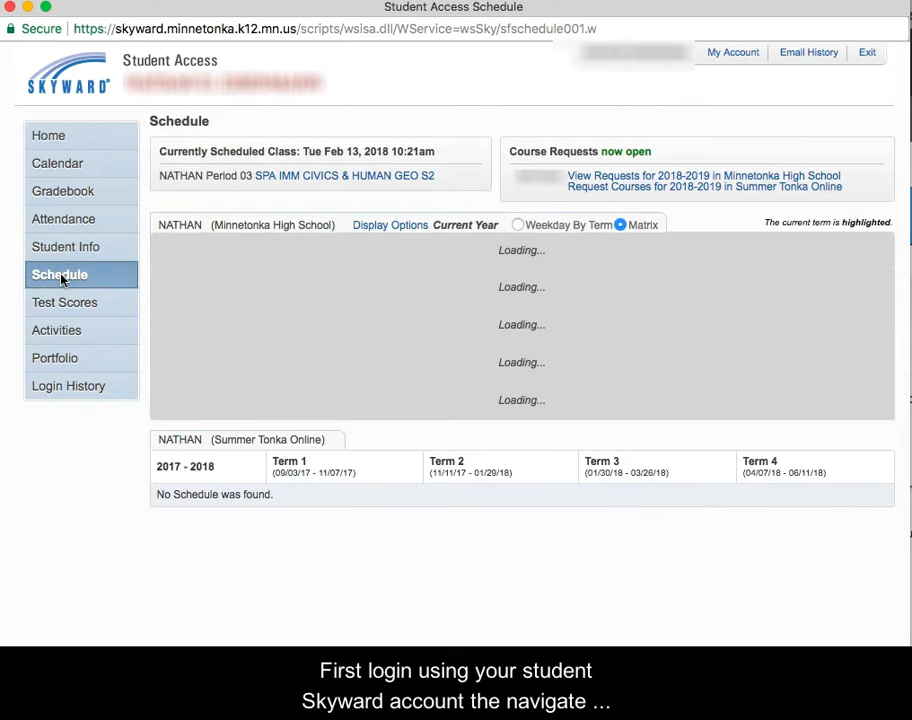 Student Access Schedule
Secure https://skyward.minnetonka.k12.mn.us/scripts/wsisa.dll/WService=wsSky/sfschedule001.w
SKYWARD
Student Access
My Account Email History Exit
Home
Calendar
Gradebook
Attendance
Student Info
Schedule
Test Scores
Activities
Portfolio
Login History
Schedule
Currently Scheduled Class: Tue Feb 13, 2018 10:21am
NATHAN Period 03 SPA IMM CIVICS & HUMAN GEO S2
Course Requests now open
View Requests for 2018-2019 in Minnetonka High School
Request Courses for 2018-2019 in Summer Tonka Online
NATHAN (Minnetonka High School) Display Options Current Year Weekday By Term Matrix
The current term is highlighted.
Loading...
Loading...
Loading...
Loading...
Loading...
NATHAN (Summer Tonka Online)
2017 - 2018 Term 1 Term 2 Term 3 Term 4
(09/03/17 - 11/07/17) (11/11/17 - 01/29/18) (01/30/18 - 03/26/18) (04/07/18 - 06/11/18)
No Schedule was found.
First login using your student
Skyward account the navigate ...